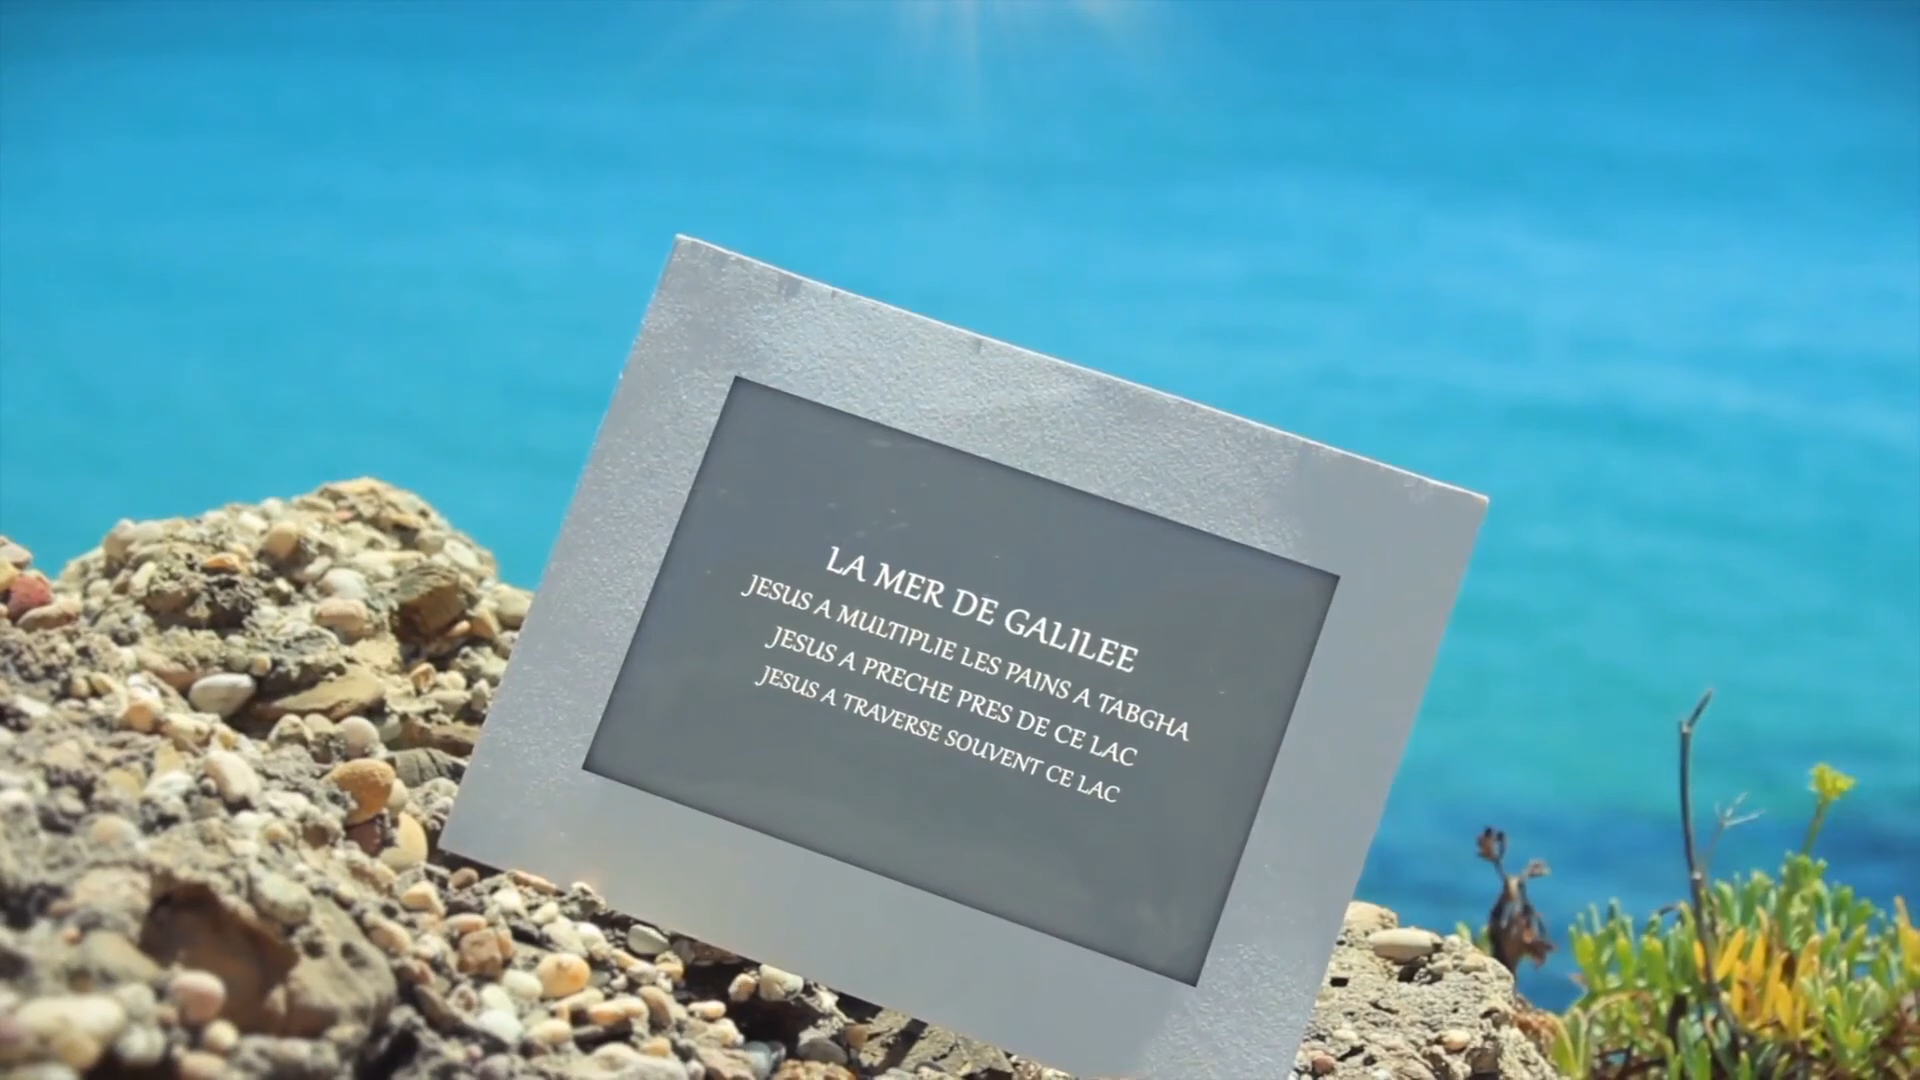 LA MER DE GALILEE
JESUS A MULTIPLIE LES PAINS A TABGHA
JESUS A PRECHE PRES DE CE LAC
JESUS A TRAVERSE SOUVENT CE LAC